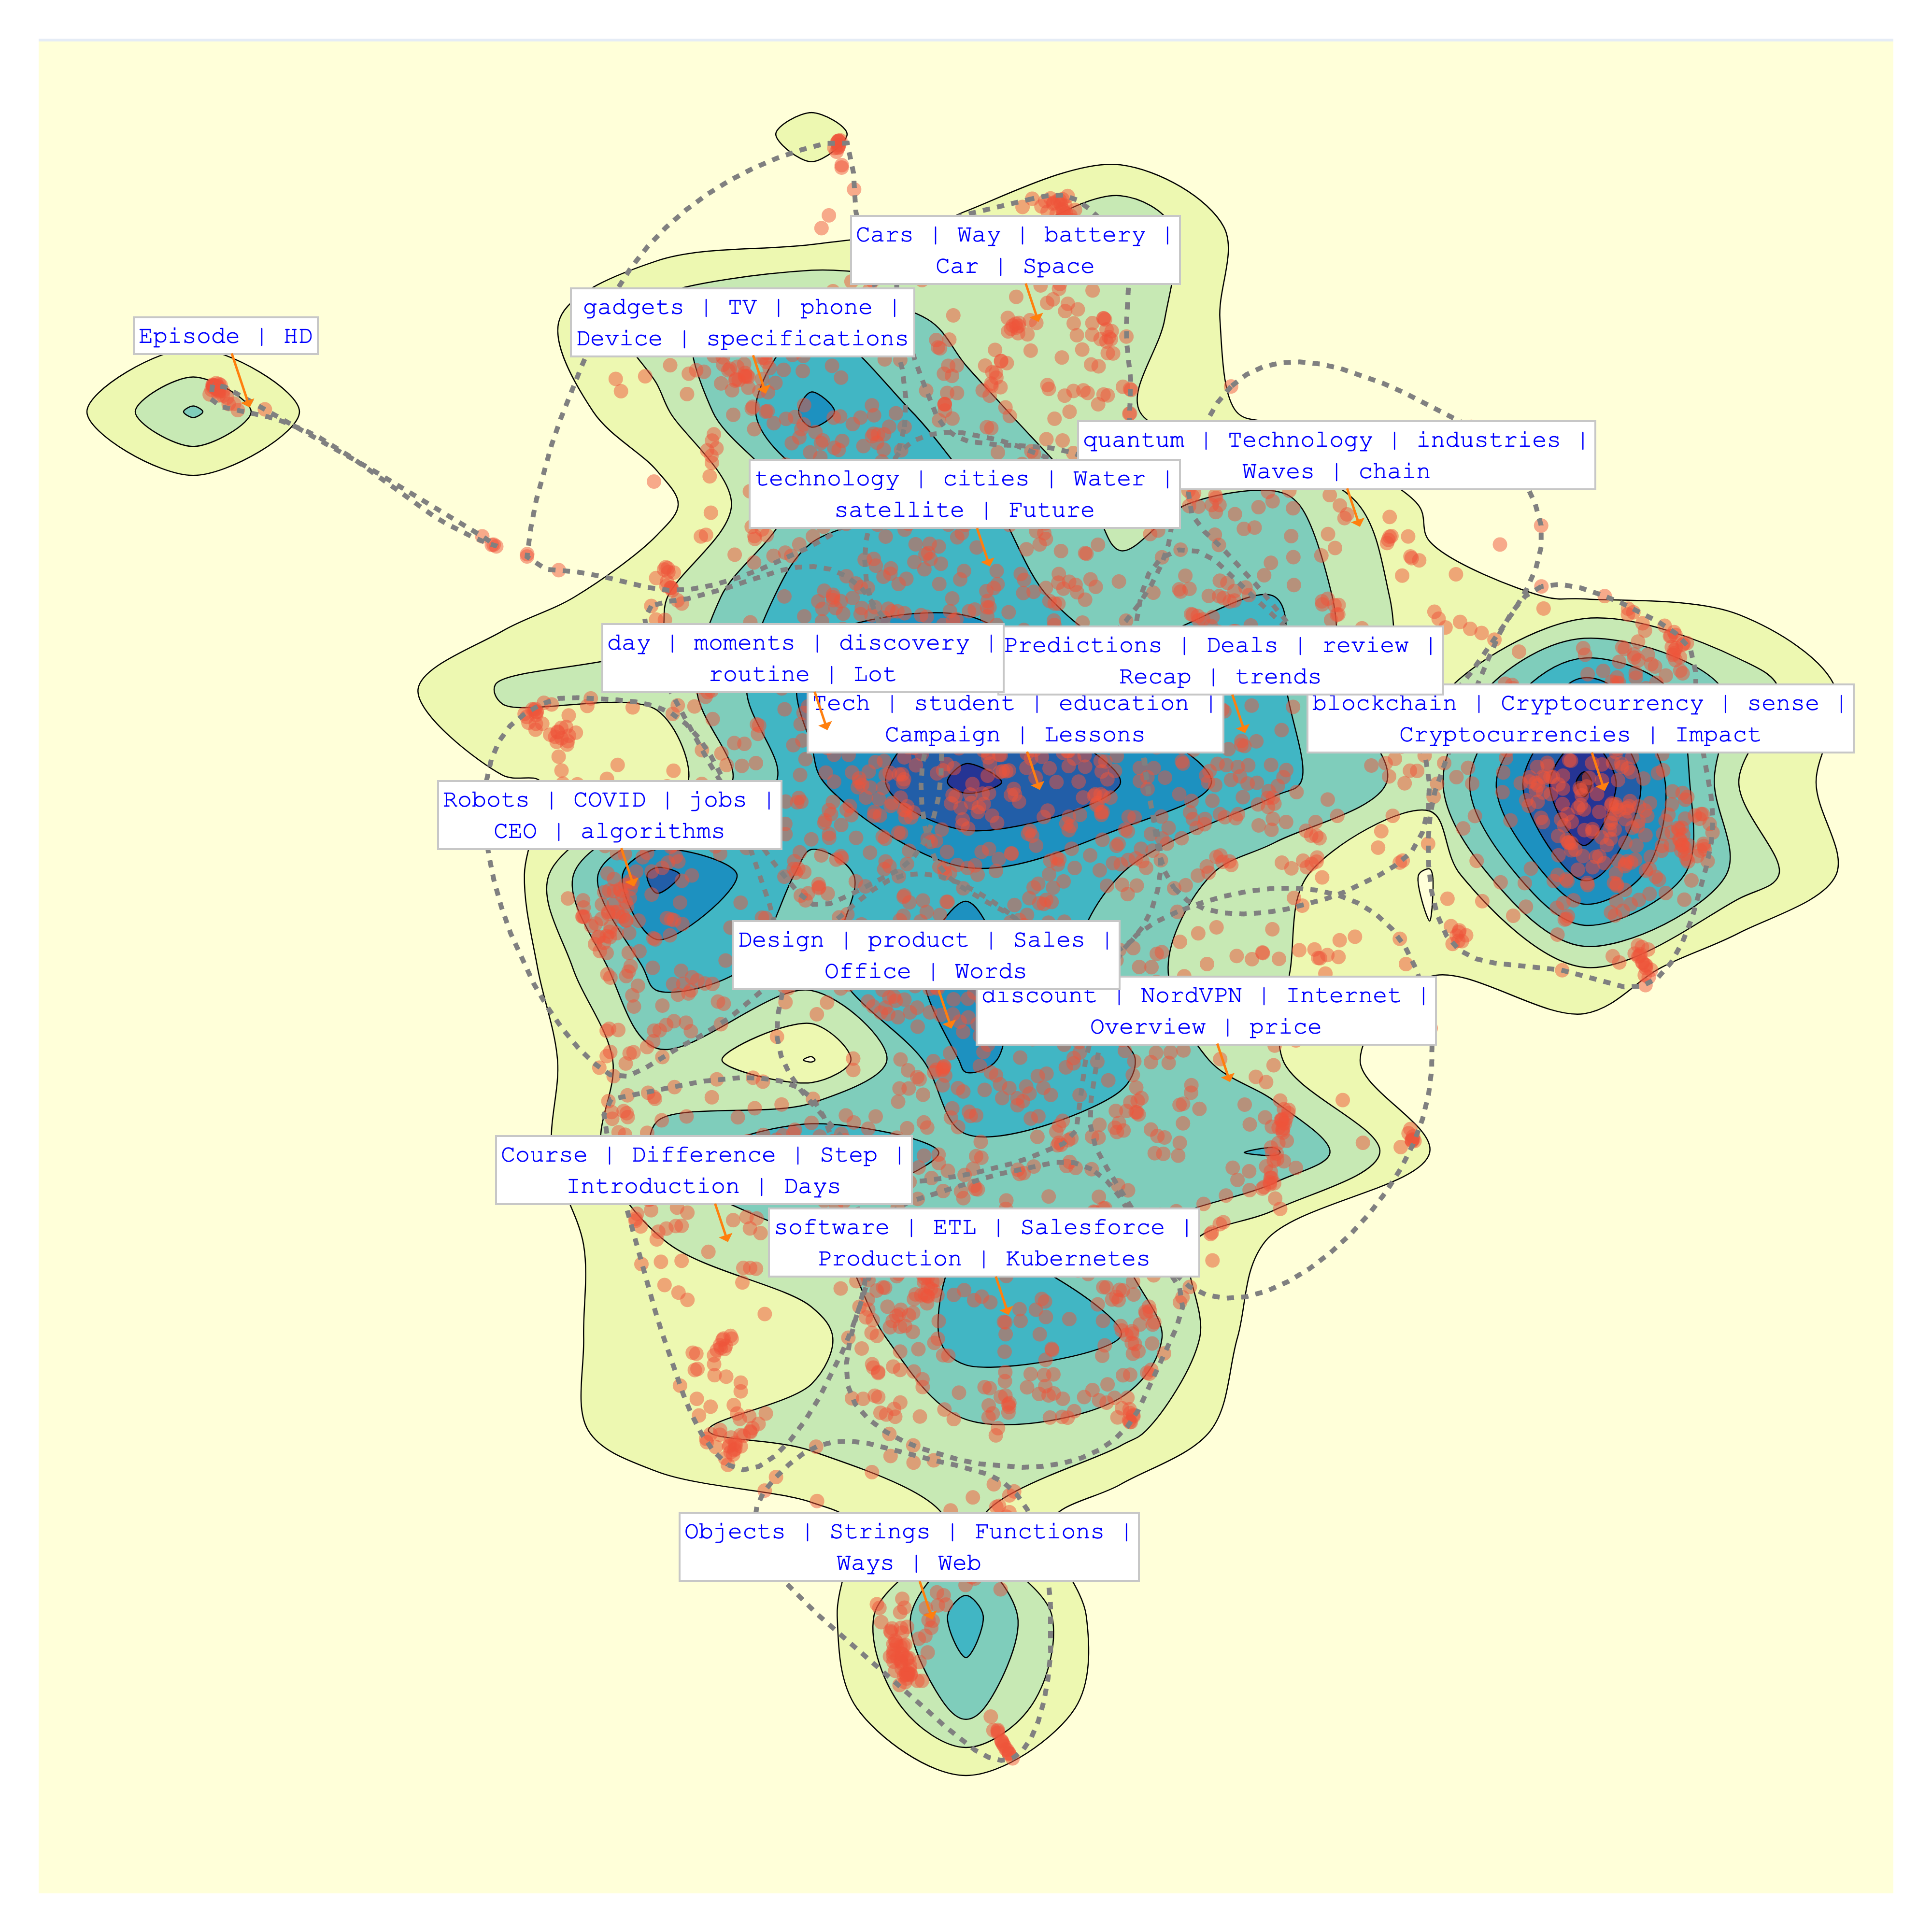 Cars | Way | battery |
Car | Space
gadgets | TV | phone |
Device | specifications
Episode | HD
quantum | Technology | industries |
Waves | chain
technology | cities | Water |
satellite | Future
day | moments | discovery |
routine | Lot
Predictions | Deals | review |
Recap | trends
Tech | student | education |
Campaign | Lessons
blockchain | Cryptocurrency | sense |
Cryptocurrencies | Impact
Robots | COVID | jobs |
CEO | algorithms
Design | product | Sales |
Office | Words
discount | NordVPN | Internet |
Overview | price
Course | Difference | Step |
Introduction | Days
software | ETL | Salesforce |
Production | Kubernetes
Objects | Strings | Functions |
Ways | Web